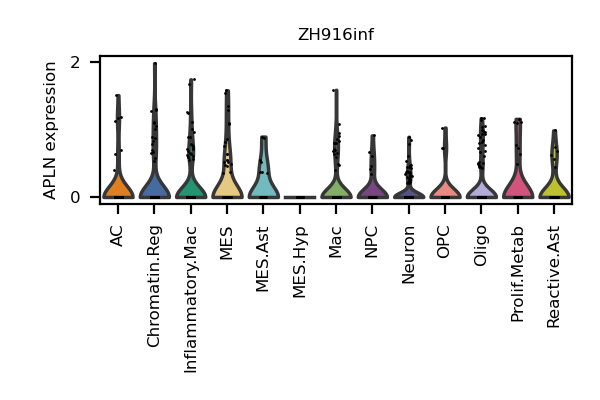 ZH916inf
APLN expression
2
0
AC
Chromatin.Reg
Inflammatory.Mac
MES
MES.Ast
MES.Hyp
Mac
NPC
Neuron
OPC
Oligo
Prolif.Metab
Reactive.Ast